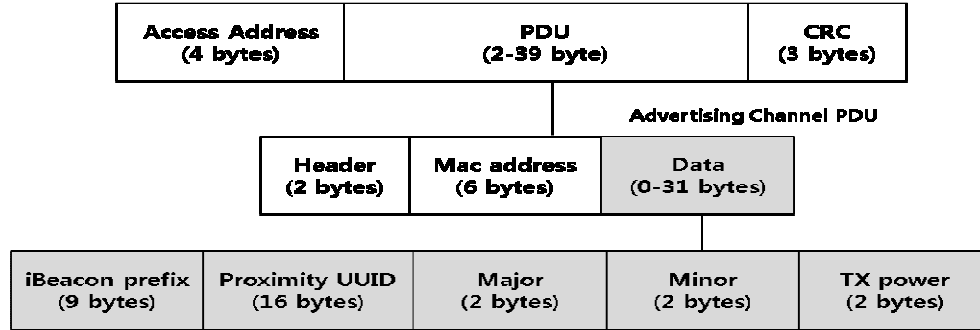 Access Address
(4 bytes)
PDU
(2-39 byte)
CRC
(3 bytes)
Advertising Channel PDU
Header
(2 bytes)
Mac address
(6 bytes)
Data
(0-31 bytes)
iBeacon prefix
(9 bytes)
Proximity UUID
(16 bytes)
Major
(2 bytes)
Minor
(2 bytes)
TX power
(2 bytes)